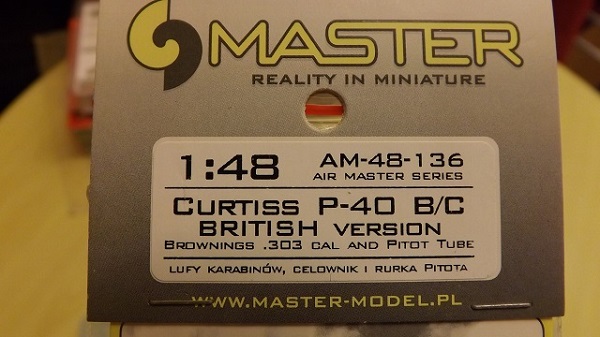 MASTER
REALITY IN MINIATURE
1:48
AM-48-136
AIR MASTER SERIES
CURTISS P-40 B/C
BRITISH VERSION
BROWNINGS .303 CAL AND PITOT TUBE
LUFY KARABINÓW, CELOWNIK I RURKA PITOTA
WWW.MASTER-MODEL.PL